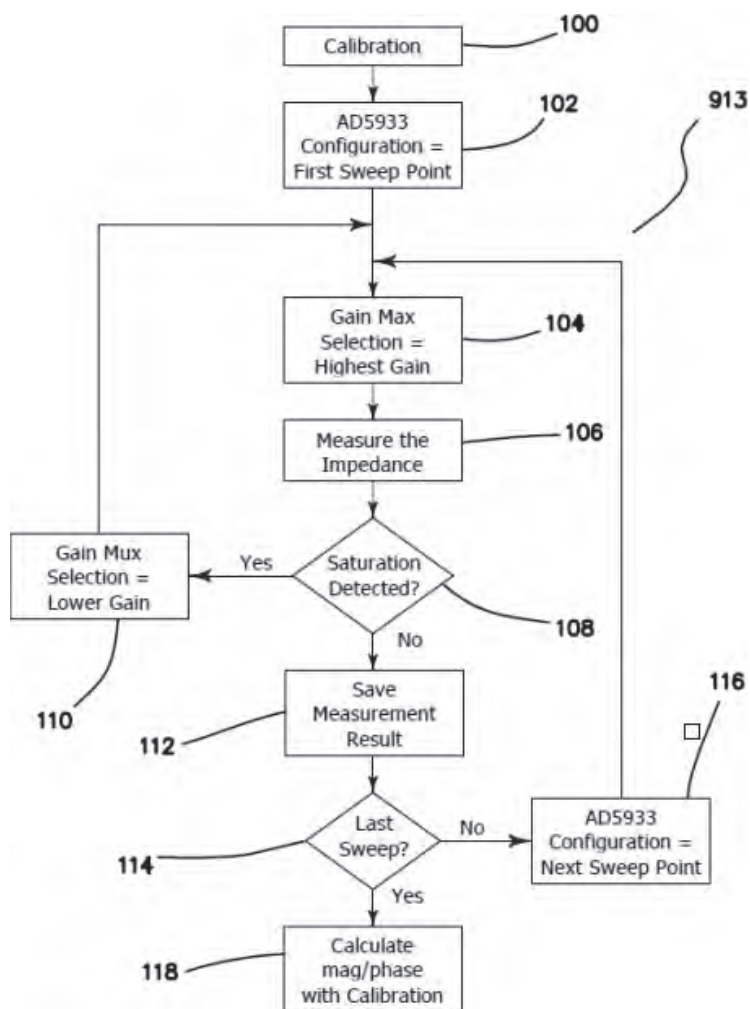 100
Calibration
102
913
AD5933
Configuration =
First Sweep Point
Gain Max
Selection =
Highest Gain
104
Measure the
Impedance
106
Gain Mux
Selection =
Lower Gain
Yes
Saturation
Detected?
108
No
110
Save
Measurement
Result
112
116
Last
Sweep?
No
114
AD5933
Configuration =
Next Sweep Point
Yes
Calculate
mag/phase
with Calibration
118